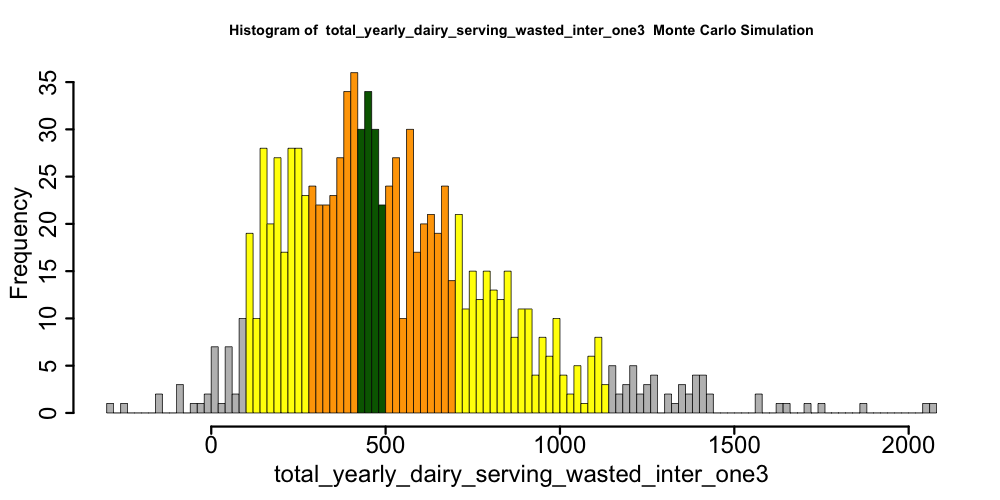 Histogram of  total_yearly_dairy_serving_wasted_inter_one3  Monte Carlo Simulation
Frequency
35
30
25
20
15
10
5
0
0 500 1000 1500 2000
total_yearly_dairy_serving_wasted_inter_one3